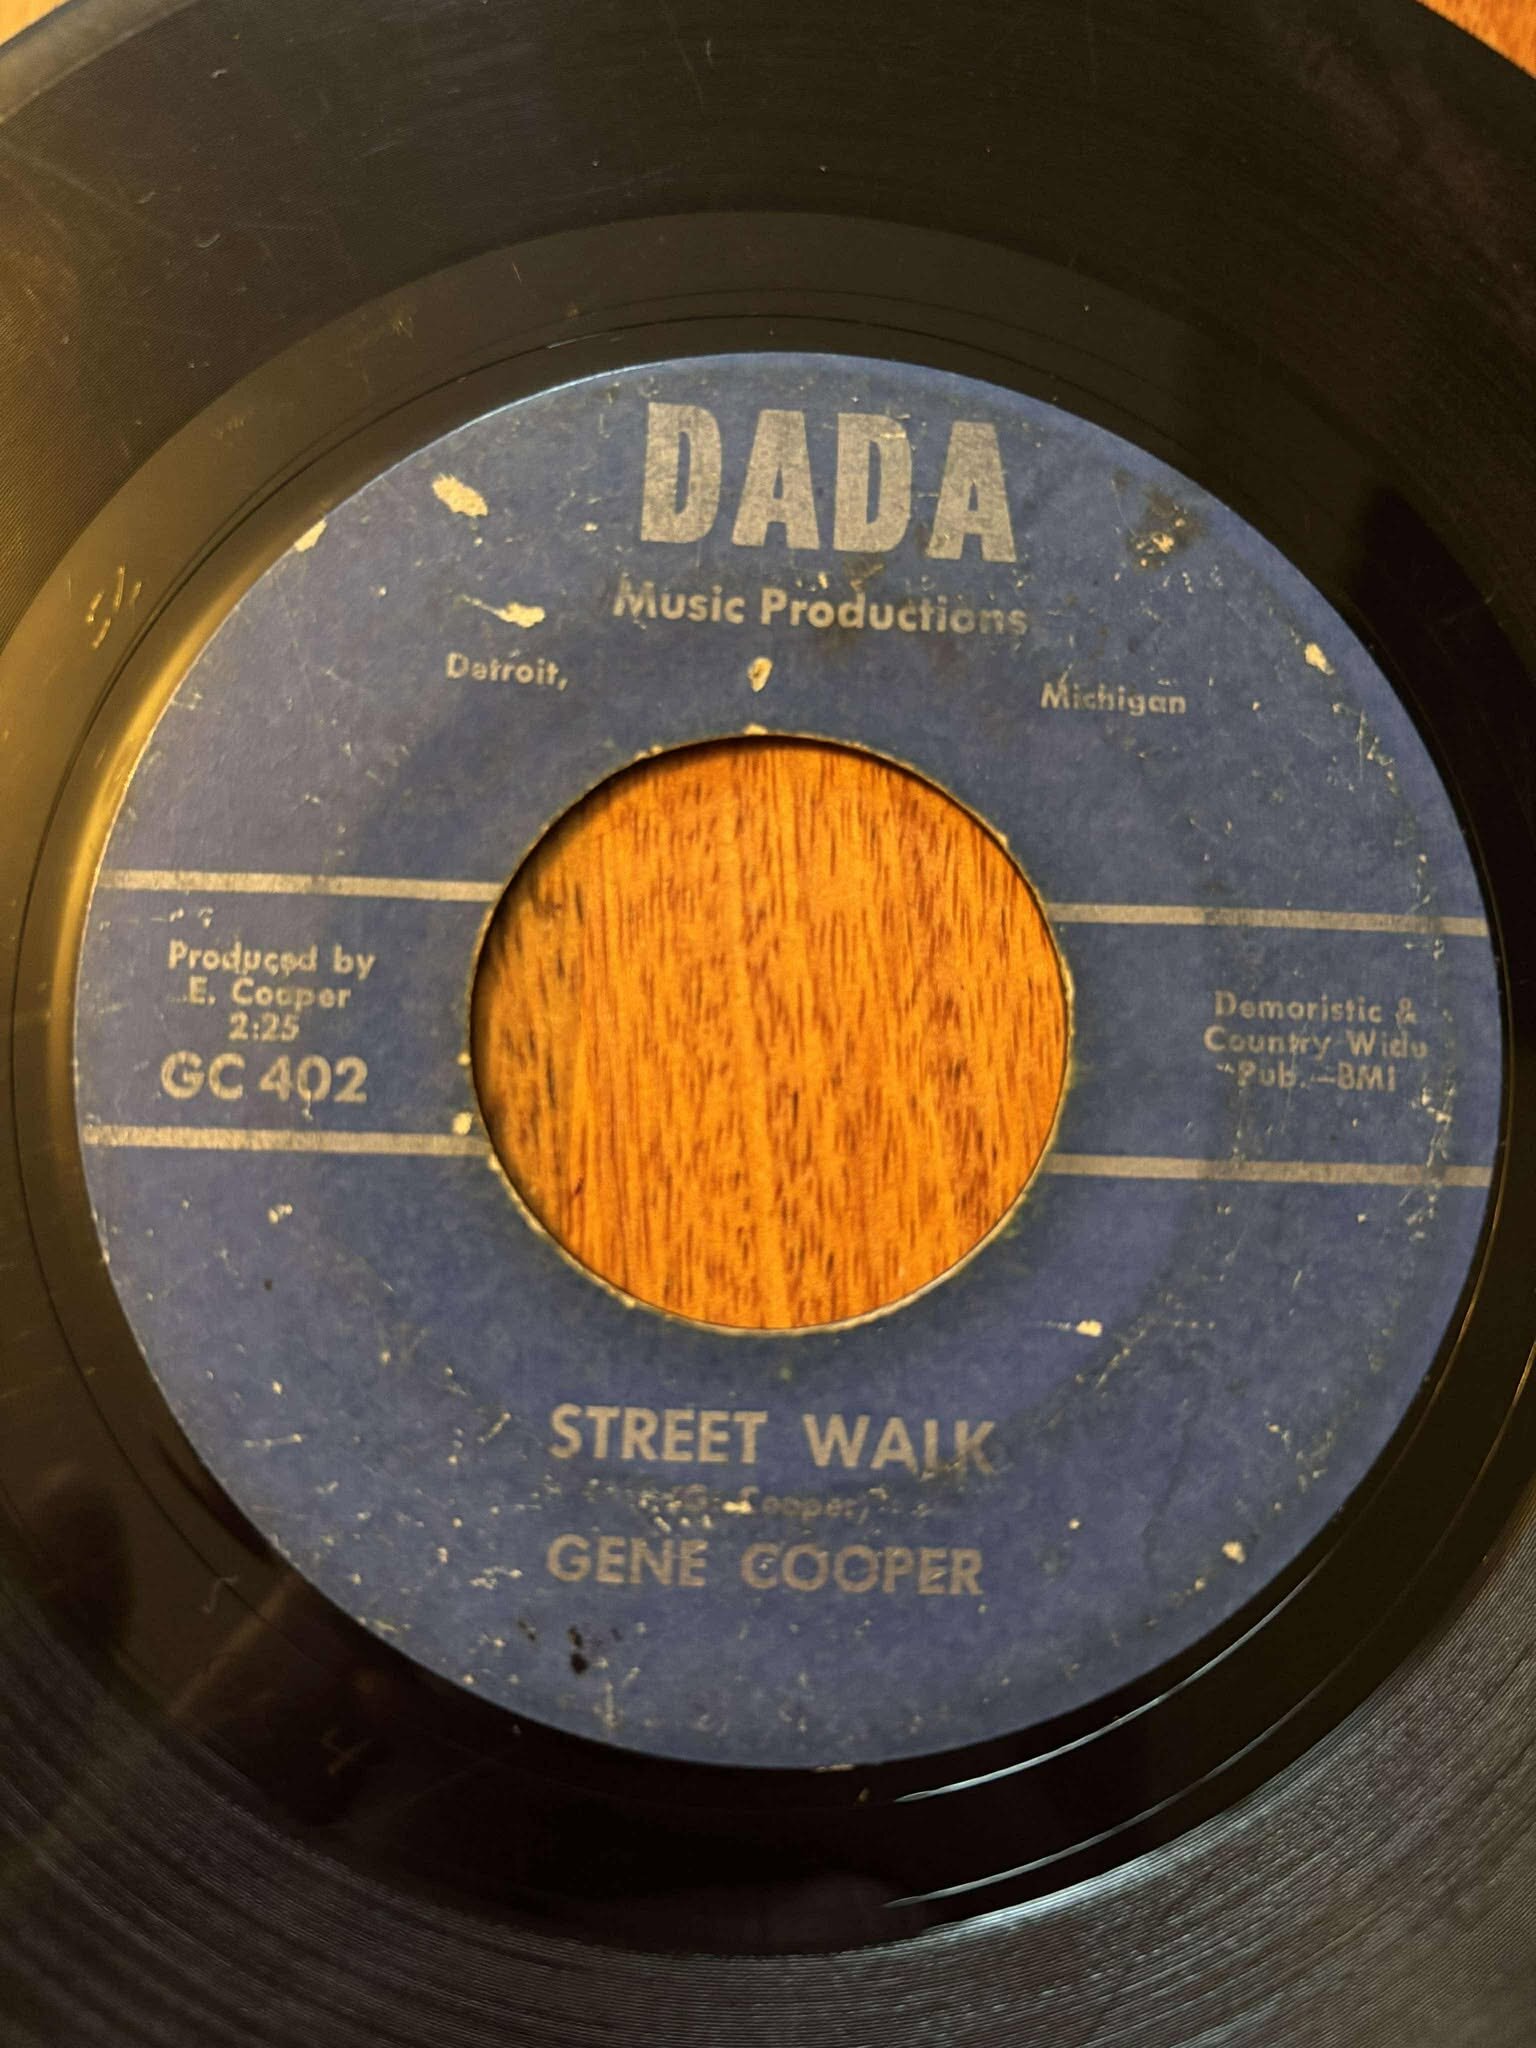 DADA
Music Productions
Detroit, Michigan
Produced by
E. Cooper
2:25
GC 402
Demoristic &
Country Wide
Pub.—BMI
STREET WALK
(G. Cooper)
GENE COOPER